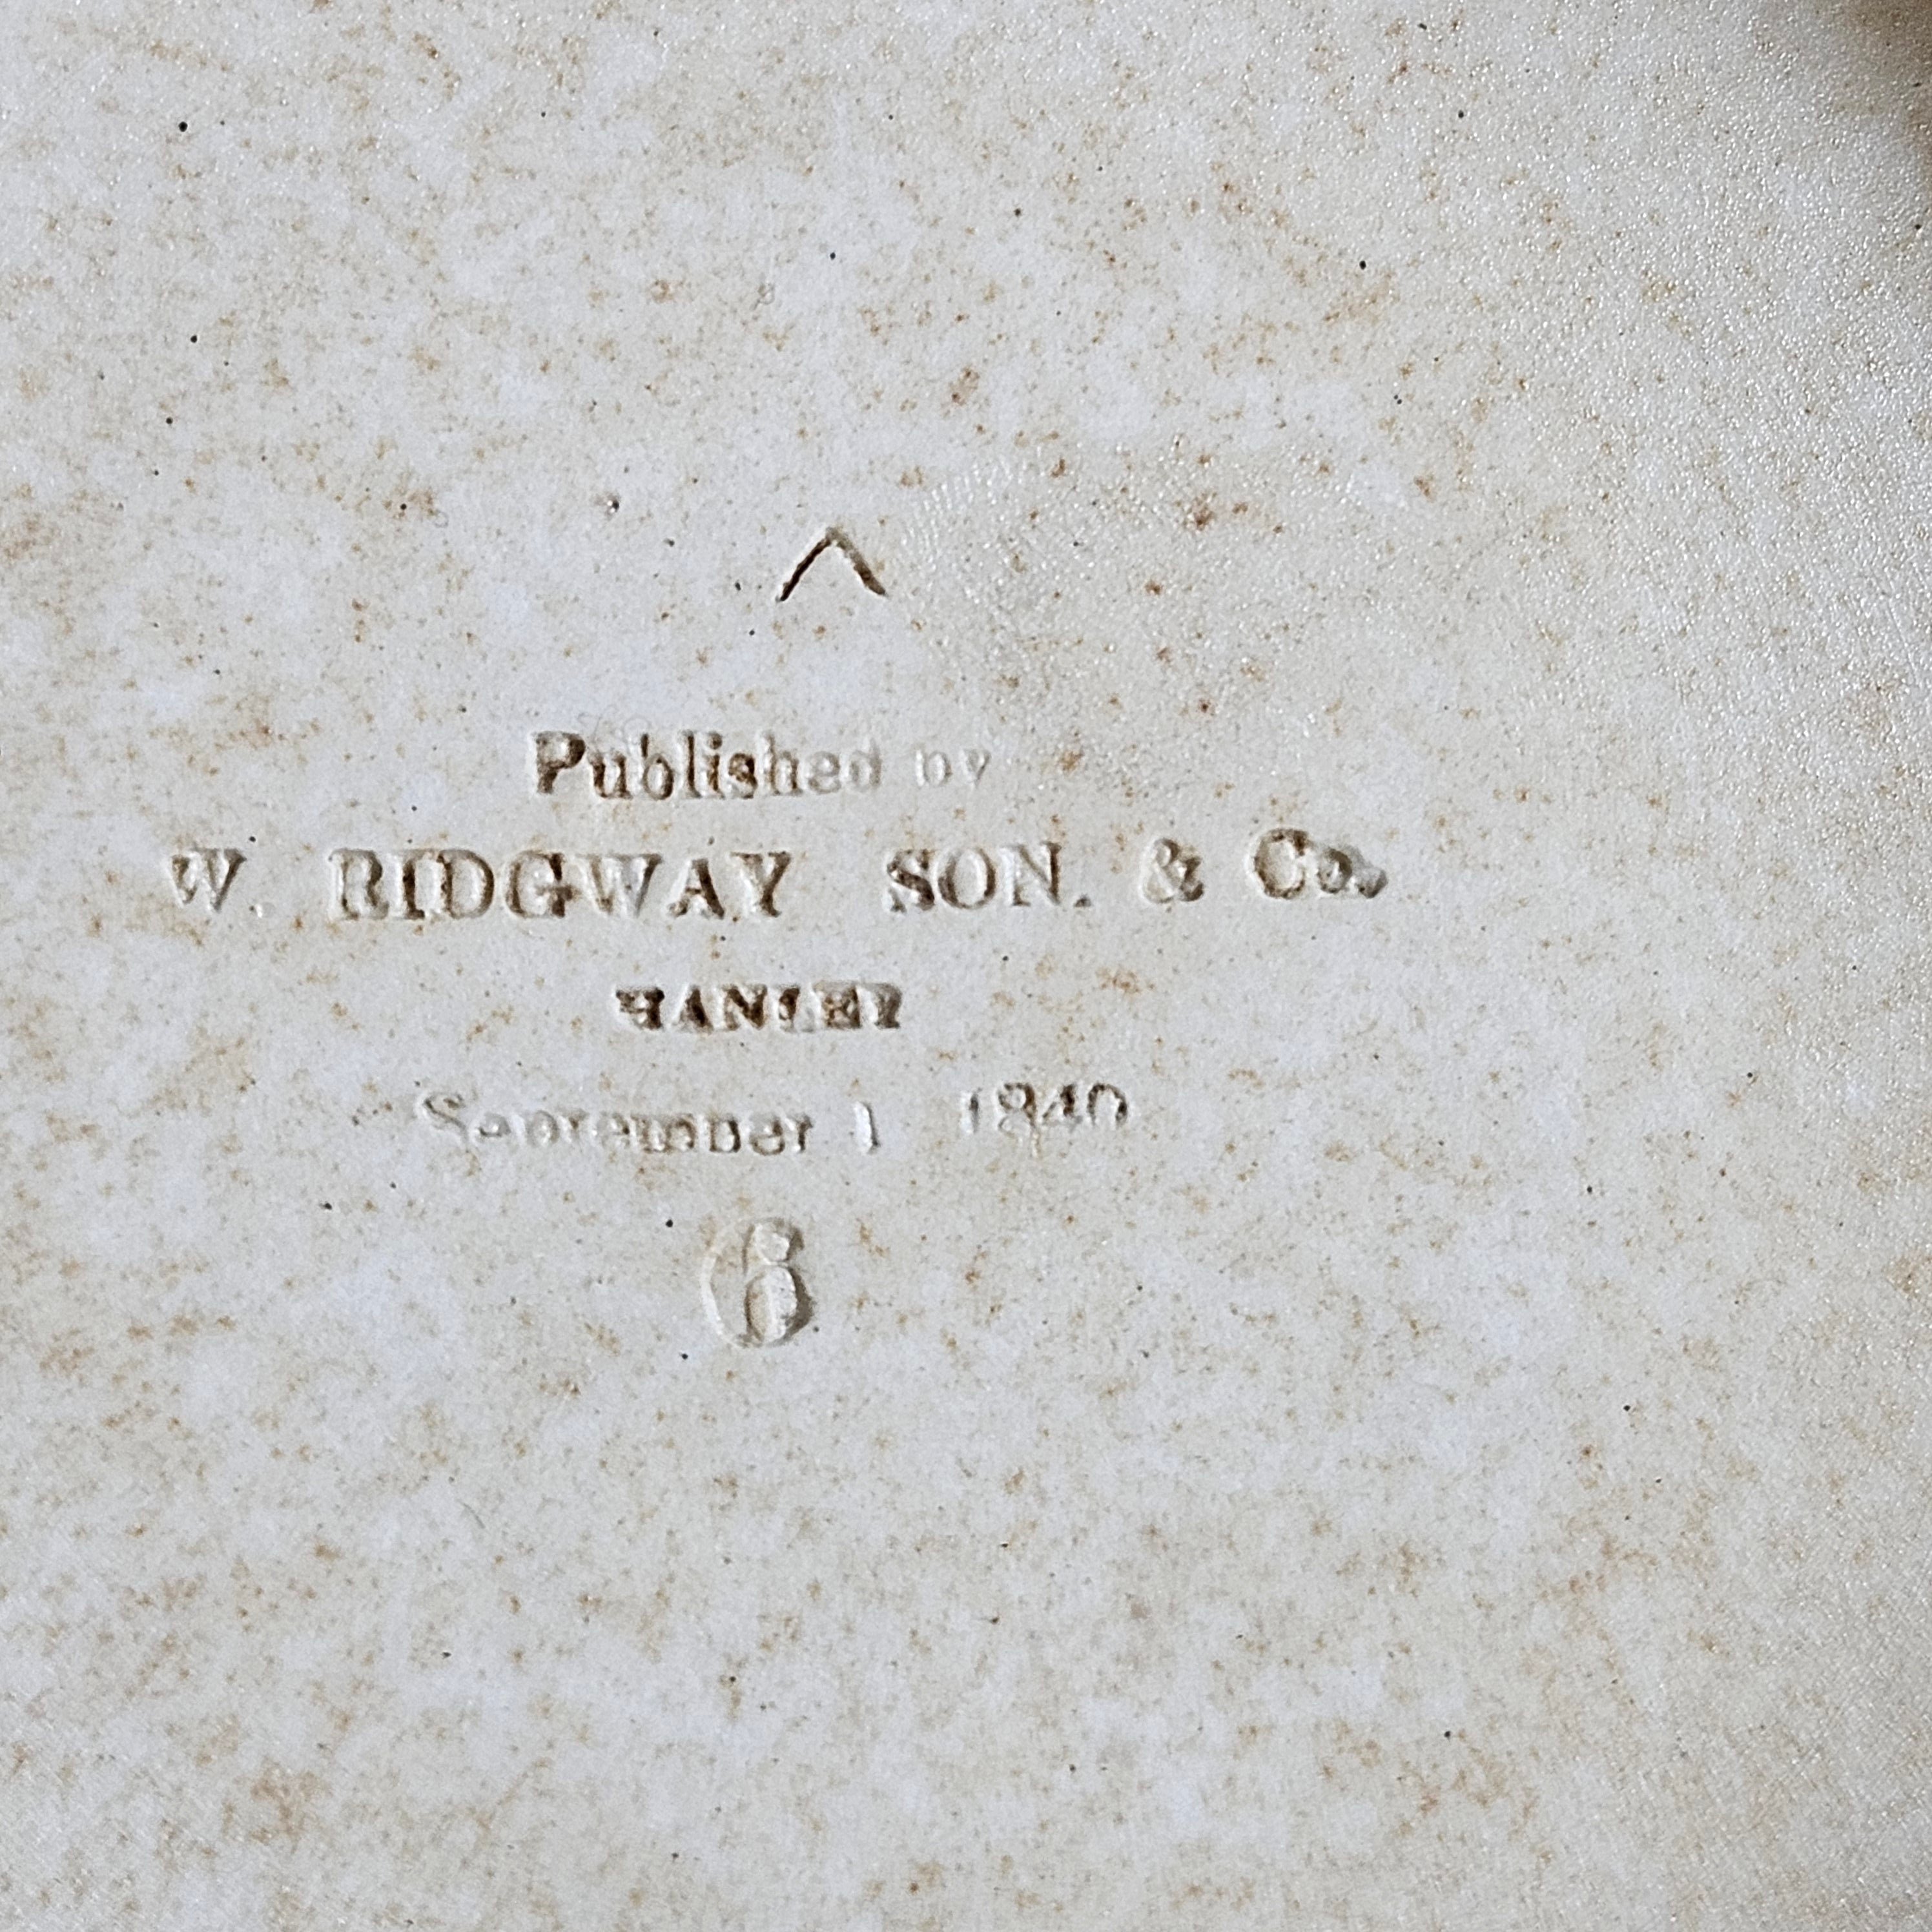 Published by
W. RIDGWAY SON. & Co.
HANLEY
September 1 1840
6